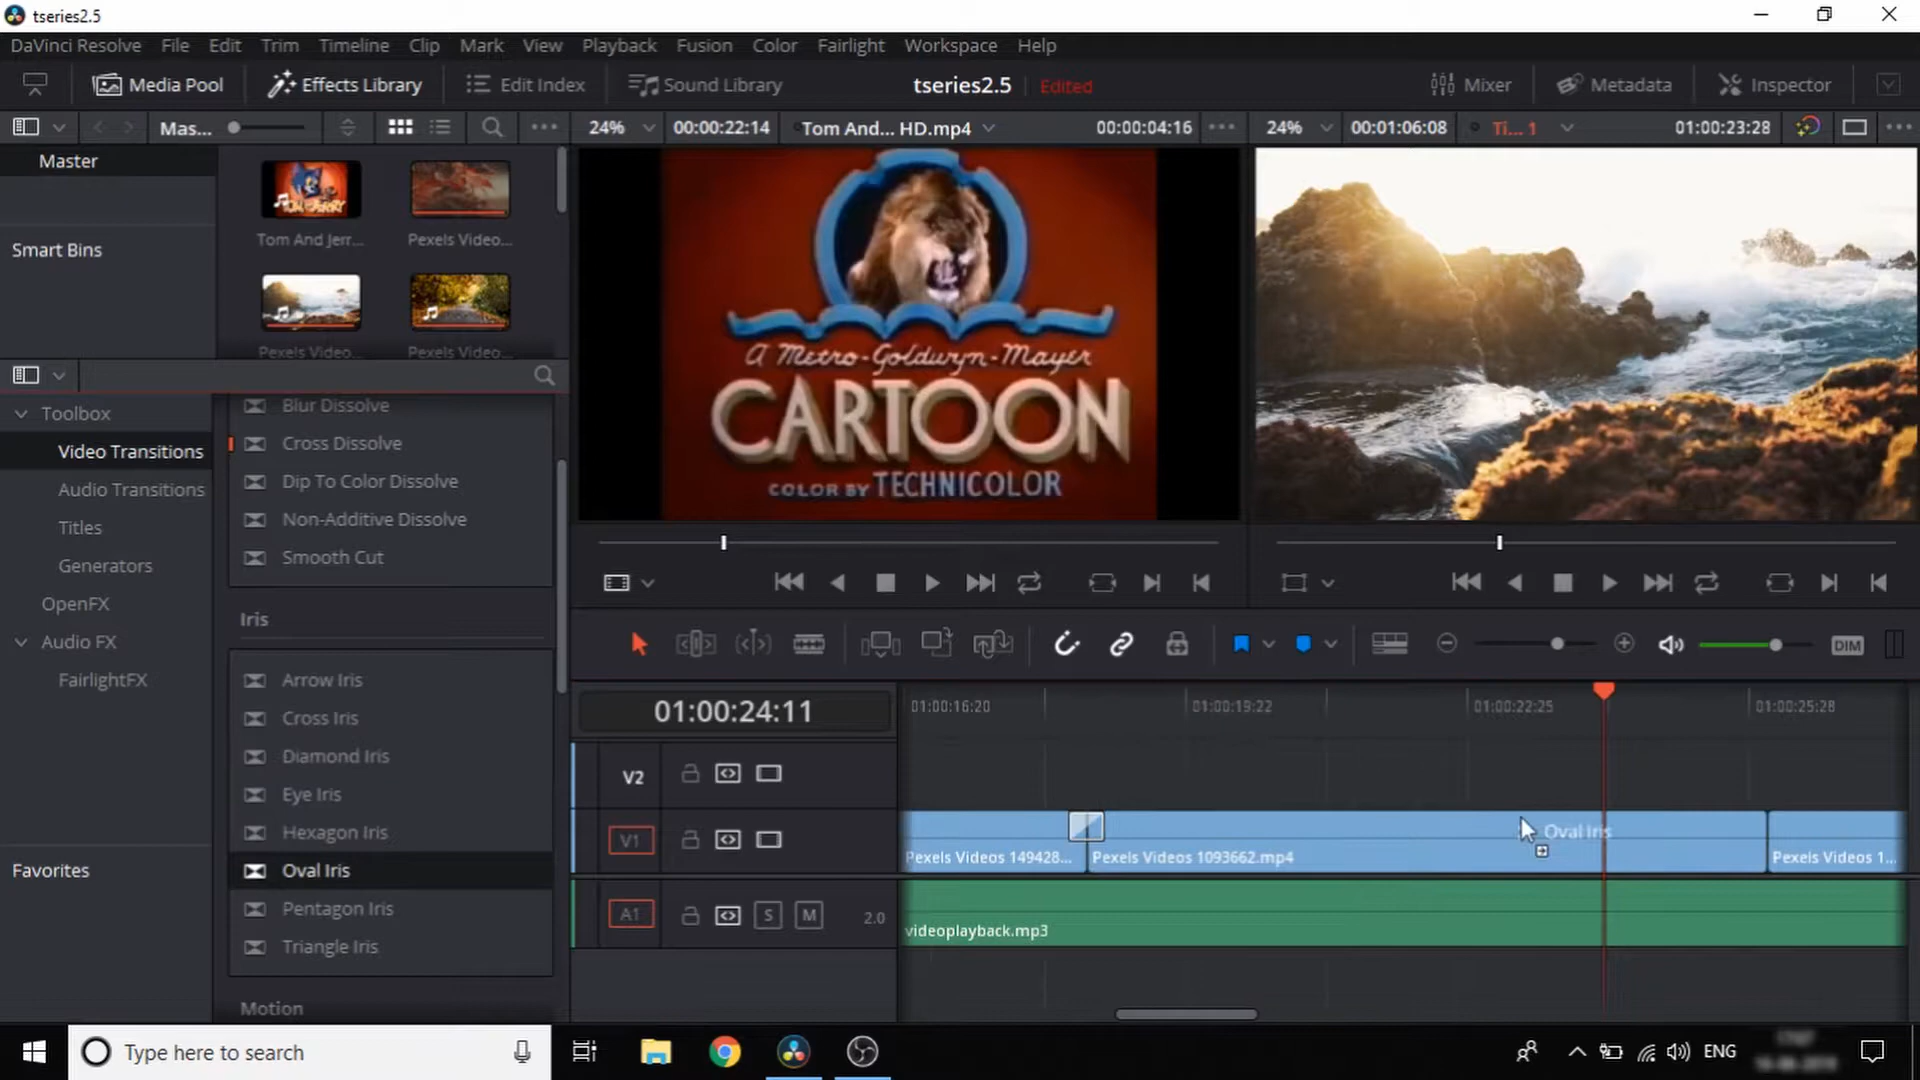 tseries2.5
DaVinci Resolve File Edit Trim Timeline Clip Mark View Playback Fusion Color Fairlight Workspace Help
Media Pool Effects Library Edit Index Sound Library tseries2.5 Edited Mixer Metadata Inspector
Mas... 24% 00:00:22:14 Tom And... HD.mp4 00:00:04:16 24% 00:01:06:08 Ti... 1 01:00:23:28
Master
Smart Bins
TOM JERRY
Tom And Jerr... Pexels Video...
Pexels Video... Pexels Video...
A Metro-Goldwyn-Mayer
CARTOON
COLOR BY TECHNICOLOR
Toolbox
Video Transitions
Audio Transitions
Titles
Generators
OpenFX
Audio FX
FairlightFX
Favorites
Blur Dissolve
Cross Dissolve
Dip To Color Dissolve
Non-Additive Dissolve
Smooth Cut
Iris
Arrow Iris
Cross Iris
Diamond Iris
Eye Iris
Hexagon Iris
Oval Iris
Pentagon Iris
Triangle Iris
Motion
DIM
01:00:24:11
01:00:16:20 01:00:19:22 01:00:22:25 01:00:25:28
V2
V1
Oval Iris
Pexels Videos 149428... Pexels Videos 1093662.mp4 Pexels Videos 1...
A1 S M 2.0
videoplayback.mp3
Type here to search
ENG